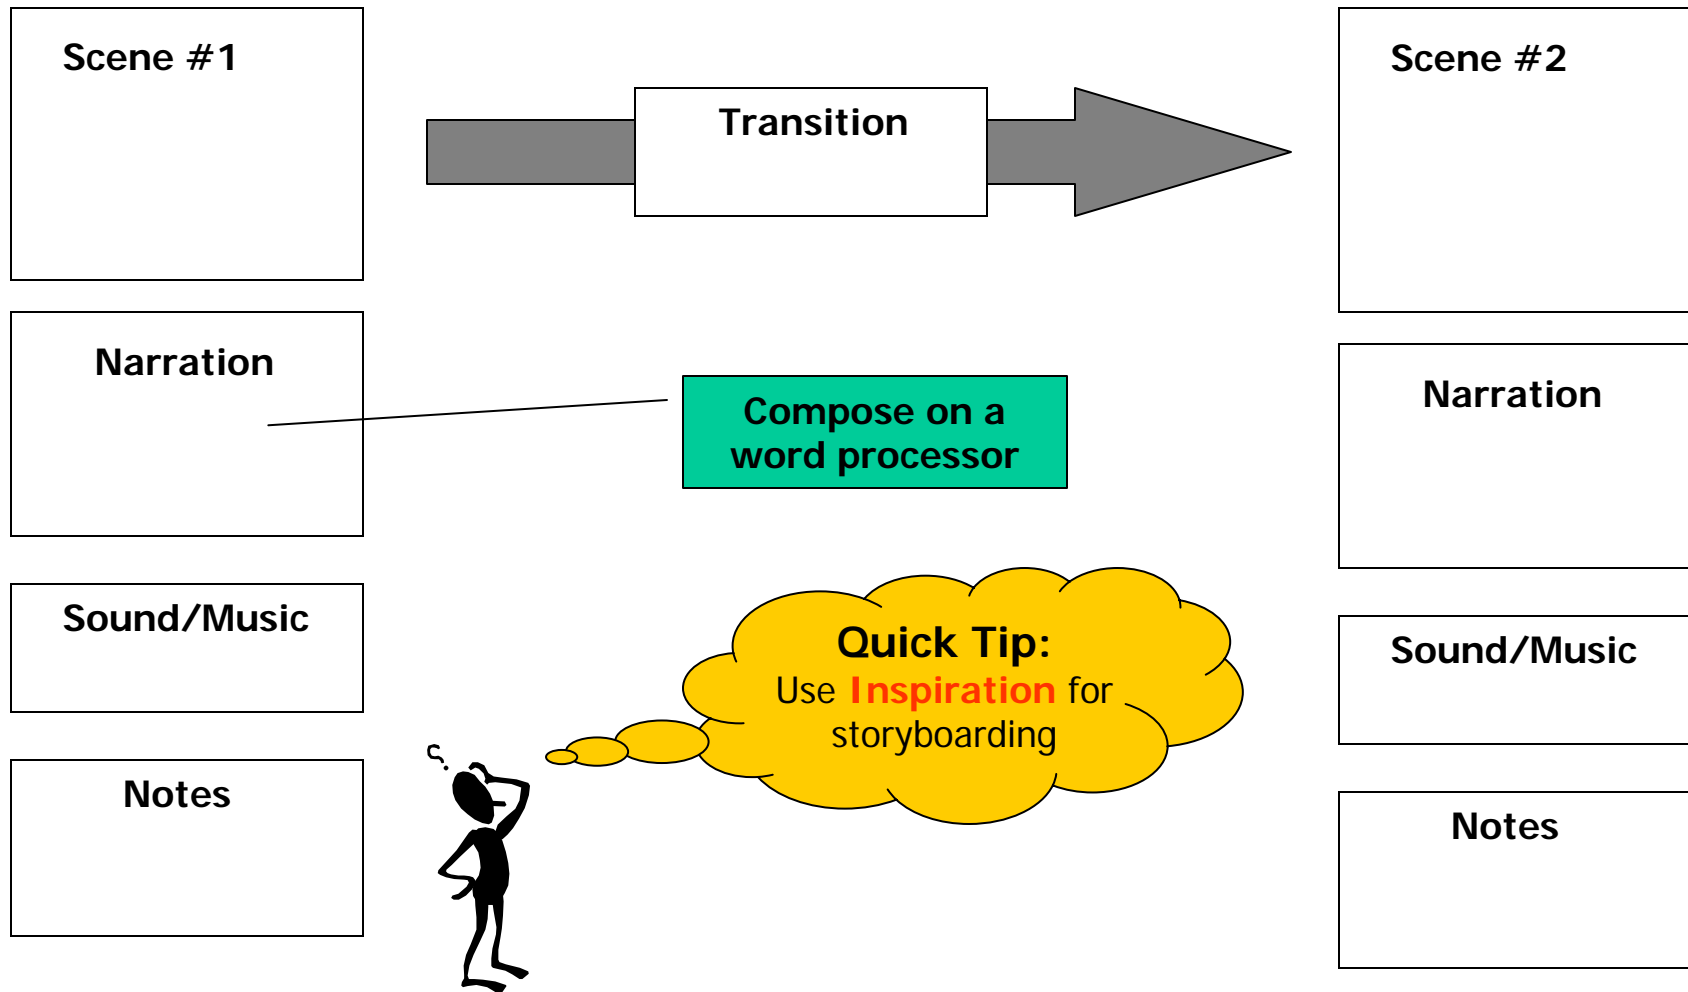 Scene #1
Transition
Scene #2
Narration
Compose on a
word processor
Narration
Sound/Music
Quick Tip:
Use Inspiration for
storyboarding
Sound/Music
?
Notes
Notes